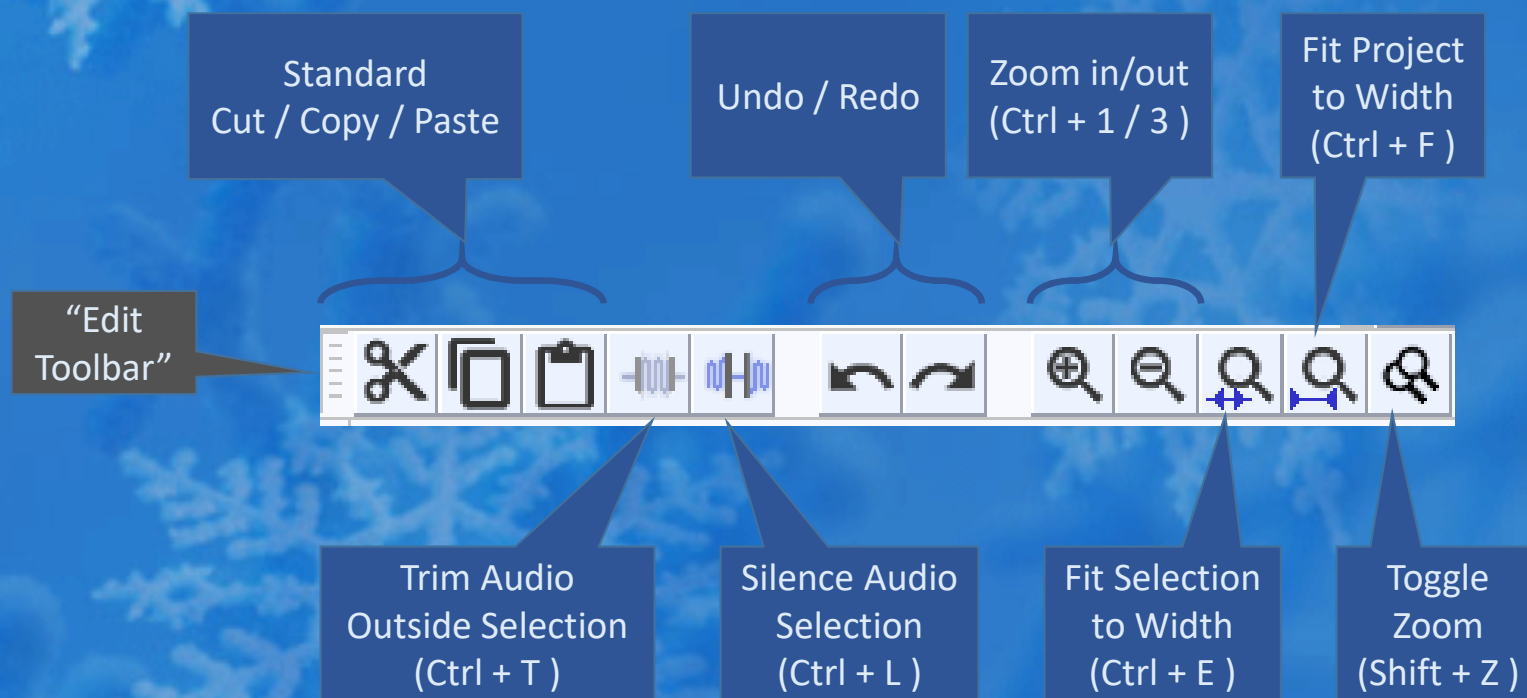 Standard
Cut / Copy / Paste
Undo / Redo
Zoom in/out
(Ctrl + 1 / 3 )
Fit Project
to Width
(Ctrl + F )
“Edit
Toolbar”
Trim Audio
Outside Selection
(Ctrl + T )
Silence Audio
Selection
(Ctrl + L )
Fit Selection
to Width
(Ctrl + E )
Toggle
Zoom
(Shift + Z )